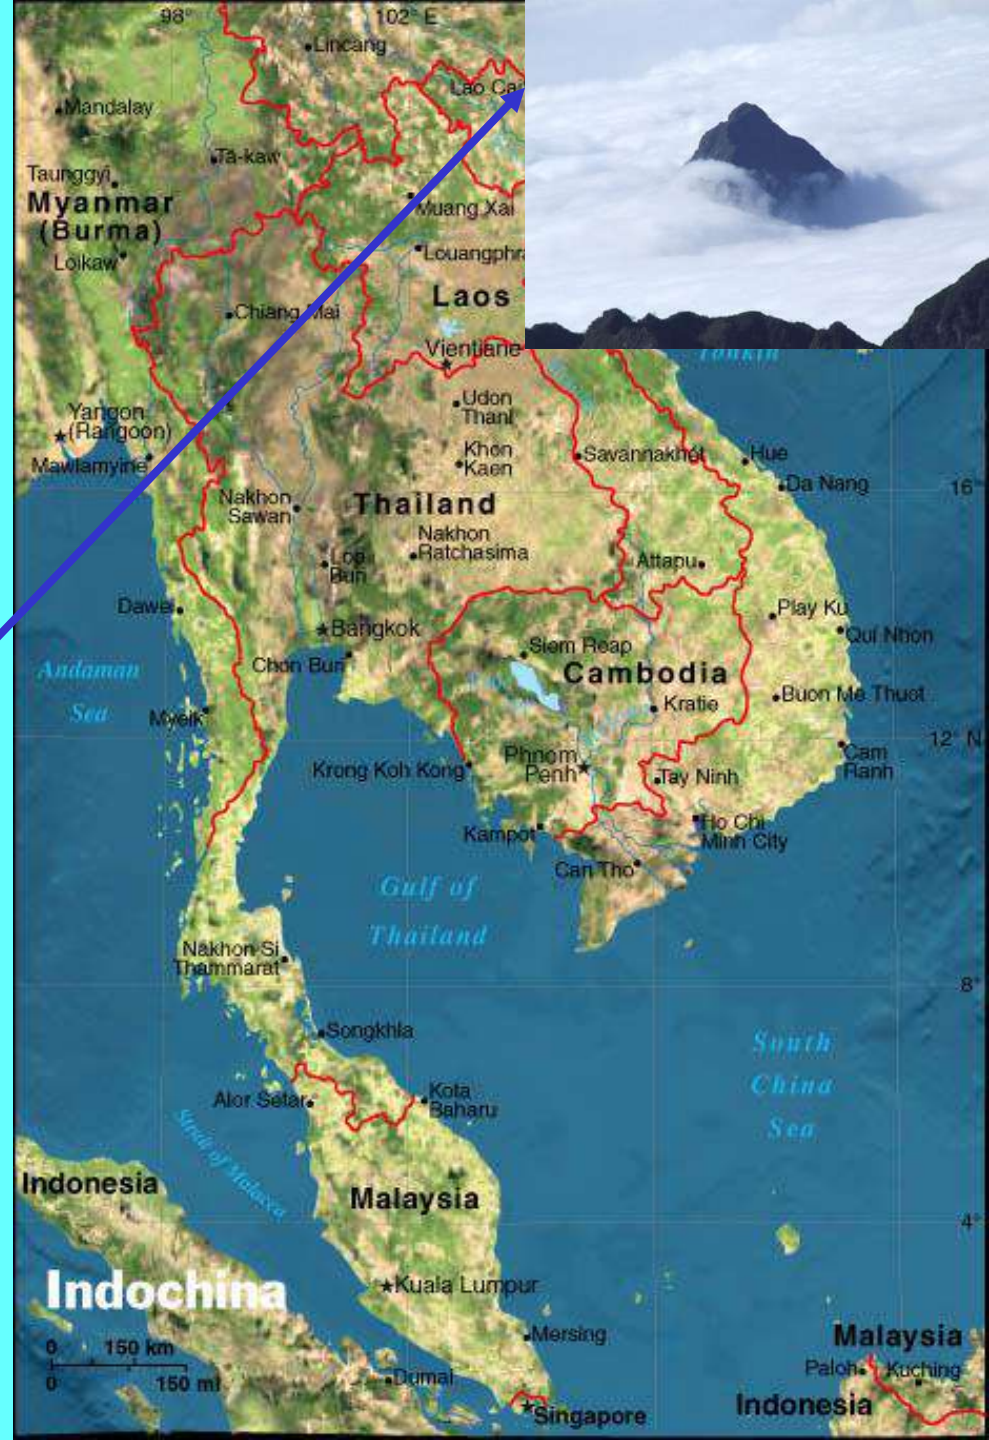 98°
102° E
Lincang
Lao Cai
Mandalay
Ta-kaw
Taunggyi
Myanmar
(Burma)
Muang Xai
Loikaw
Louangphra
Laos
Chiang Mai
Vientiane
Tonkin
Udon
Thani
Yangon
(Rangoon)
Khon
Kaen
Savannakhet
Hue
Mawlamyine
Da Nang
16°
Nakhon
Sawan
Thailand
Nakhon
Ratchasima
Lop
Buri
Attapu
Dawei
Play Ku
Bangkok
Qui Nhon
Siem Reap
Chon Buri
Cambodia
Andaman
Sea
Buon Me Thuot
Kratie
Myeik
12° N
Cam
Ranh
Phnom
Penh
Krong Koh Kong
Tay Ninh
Kampot
Ho Chi
Minh City
Can Tho
Gulf of
Thailand
Nakhon Si
Thammarat
8°
Songkhla
South
China
Sea
Alor Setar
Kota
Baharu
Strait of Malacca
Indonesia
Malaysia
4°
Indochina
Kuala Lumpur
0 150 km
0 150 mi
Mersing
Malaysia
Dumai
Paloh
Kuching
Indonesia
Singapore